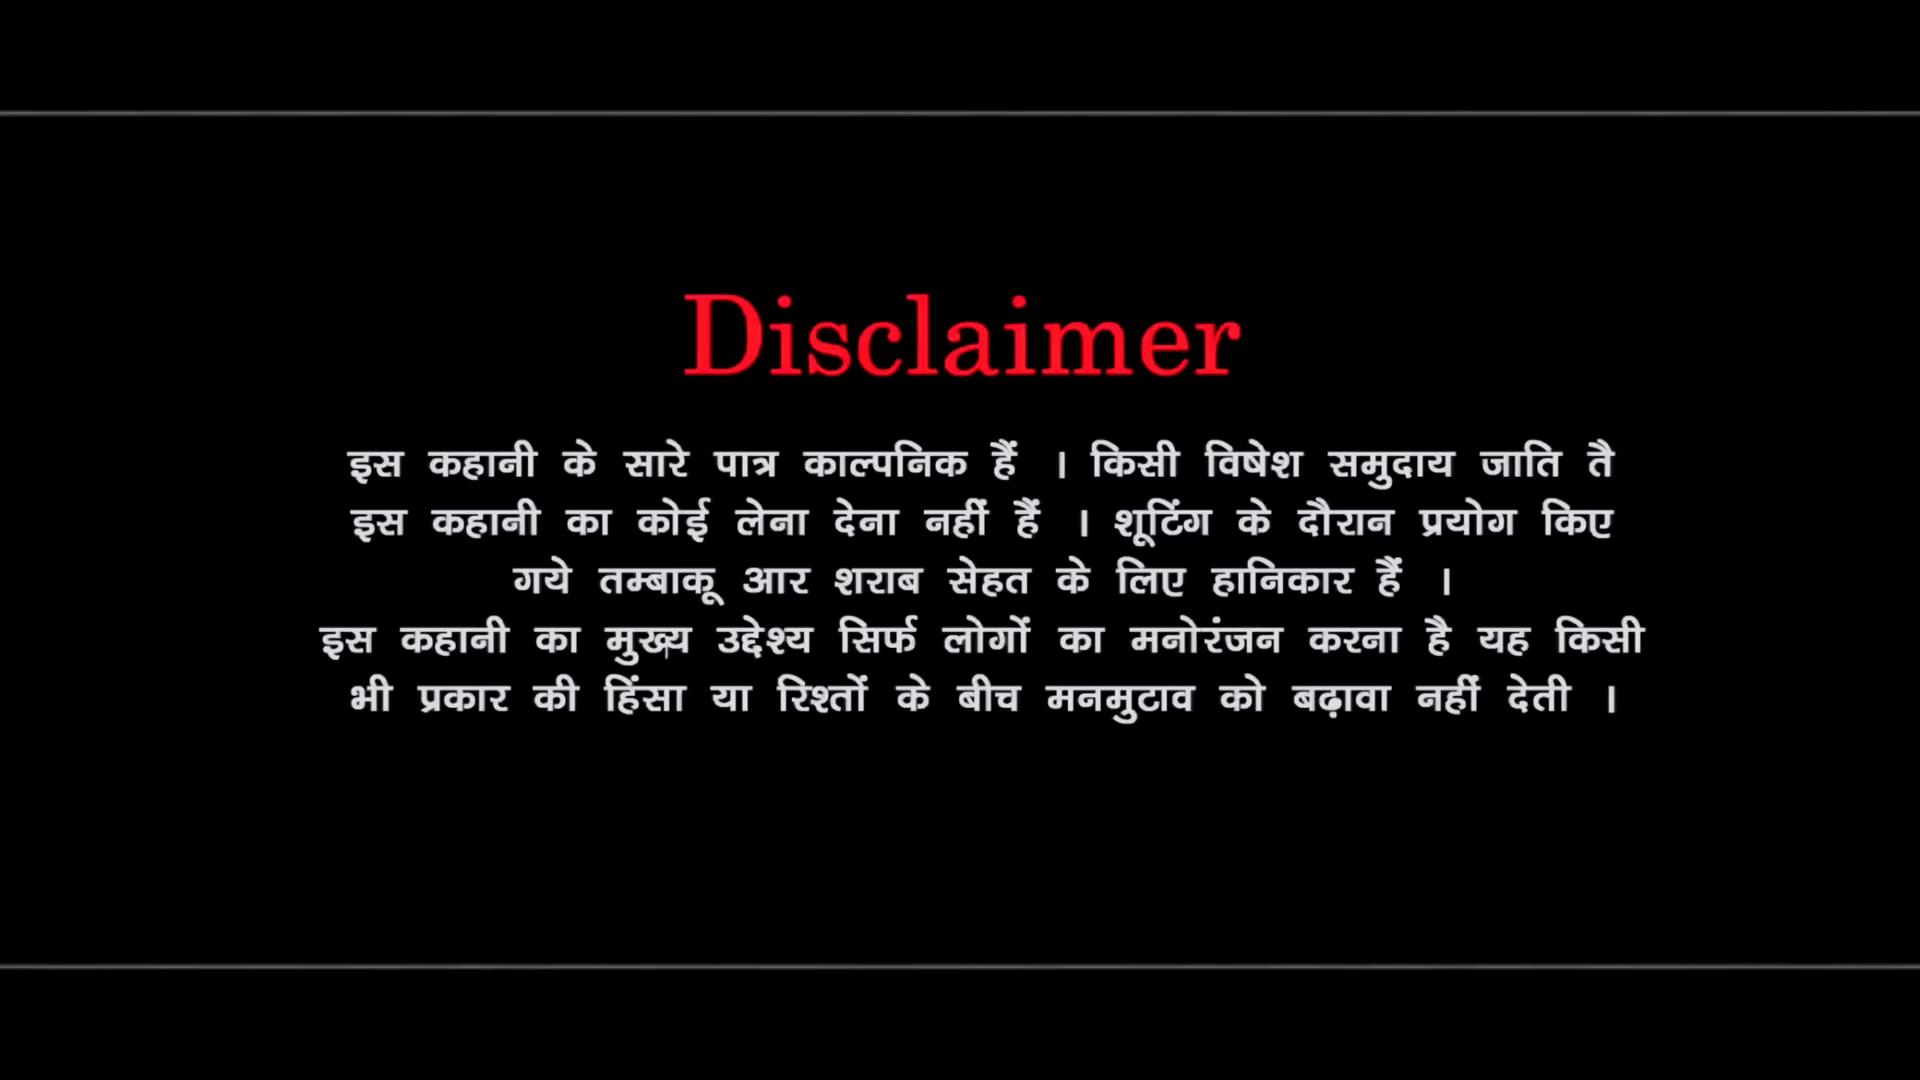 Disclaimer
इस कहानी के सारे पात्र काल्पनिक हैं । किसी विषेश समुदाय जाति तै
इस कहानी का कोई लेना देना नहीं हैं । शूटिंग के दौरान प्रयोग किए
गये तम्बाकू आर शराब सेहत के लिए हानिकार हैं ।
इस कहानी का मुख्य उद्देश्य सिर्फ लोगों का मनोरंजन करना है यह किसी
भी प्रकार की हिंसा या रिश्तों के बीच मनमुटाव को बढ़ावा नहीं देती ।